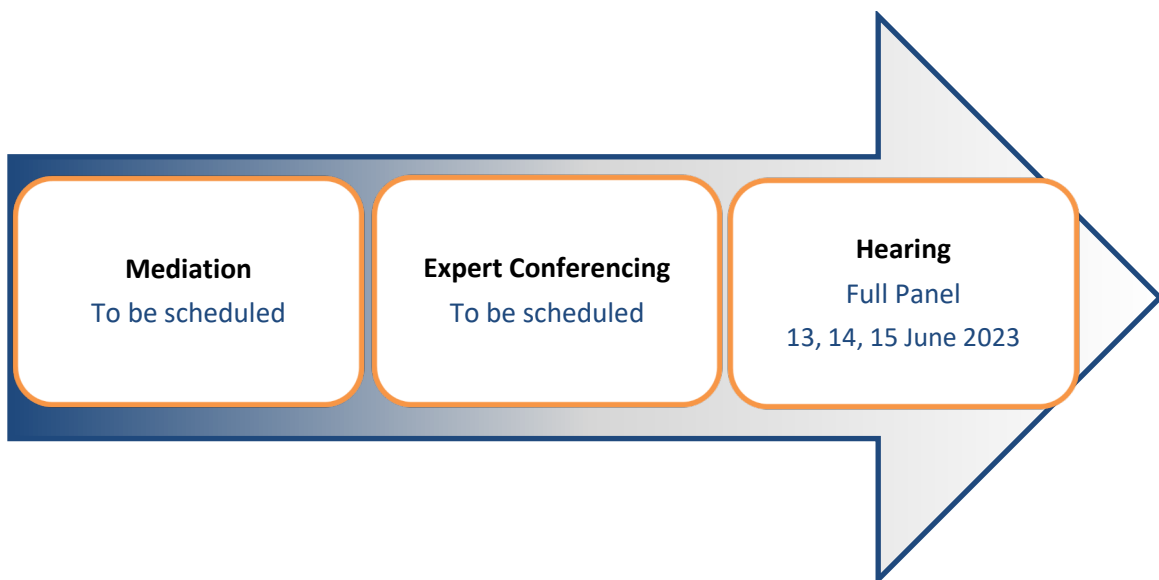 Mediation
To be scheduled
Expert Conferencing
To be scheduled
Hearing
Full Panel
13, 14, 15 June 2023